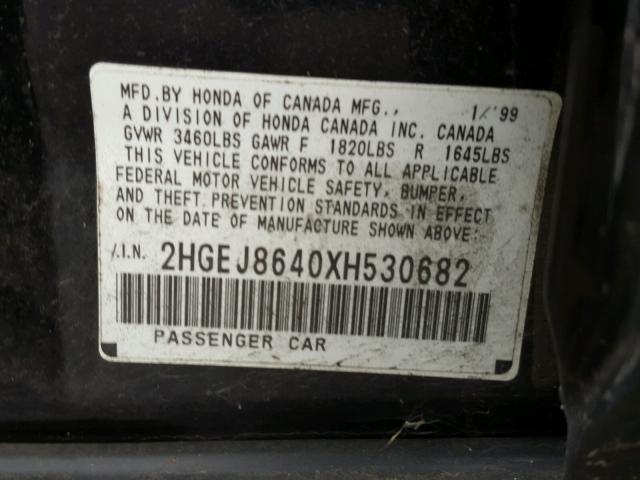 MFD.BY HONDA OF CANADA MFG., 1/'99
A DIVISION OF HONDA CANADA INC. CANADA
GVWR 3460LBS GAWR F 1820LBS R 1645LBS
THIS VEHICLE CONFORMS TO ALL APPLICABLE
FEDERAL MOTOR VEHICLE SAFETY, BUMPER,
AND THEFT PREVENTION STANDARDS IN EFFECT
ON THE DATE OF MANUFACTURE SHOWN ABOVE.
V.I.N. 2HGEJ8640XH530682
PASSENGER CAR